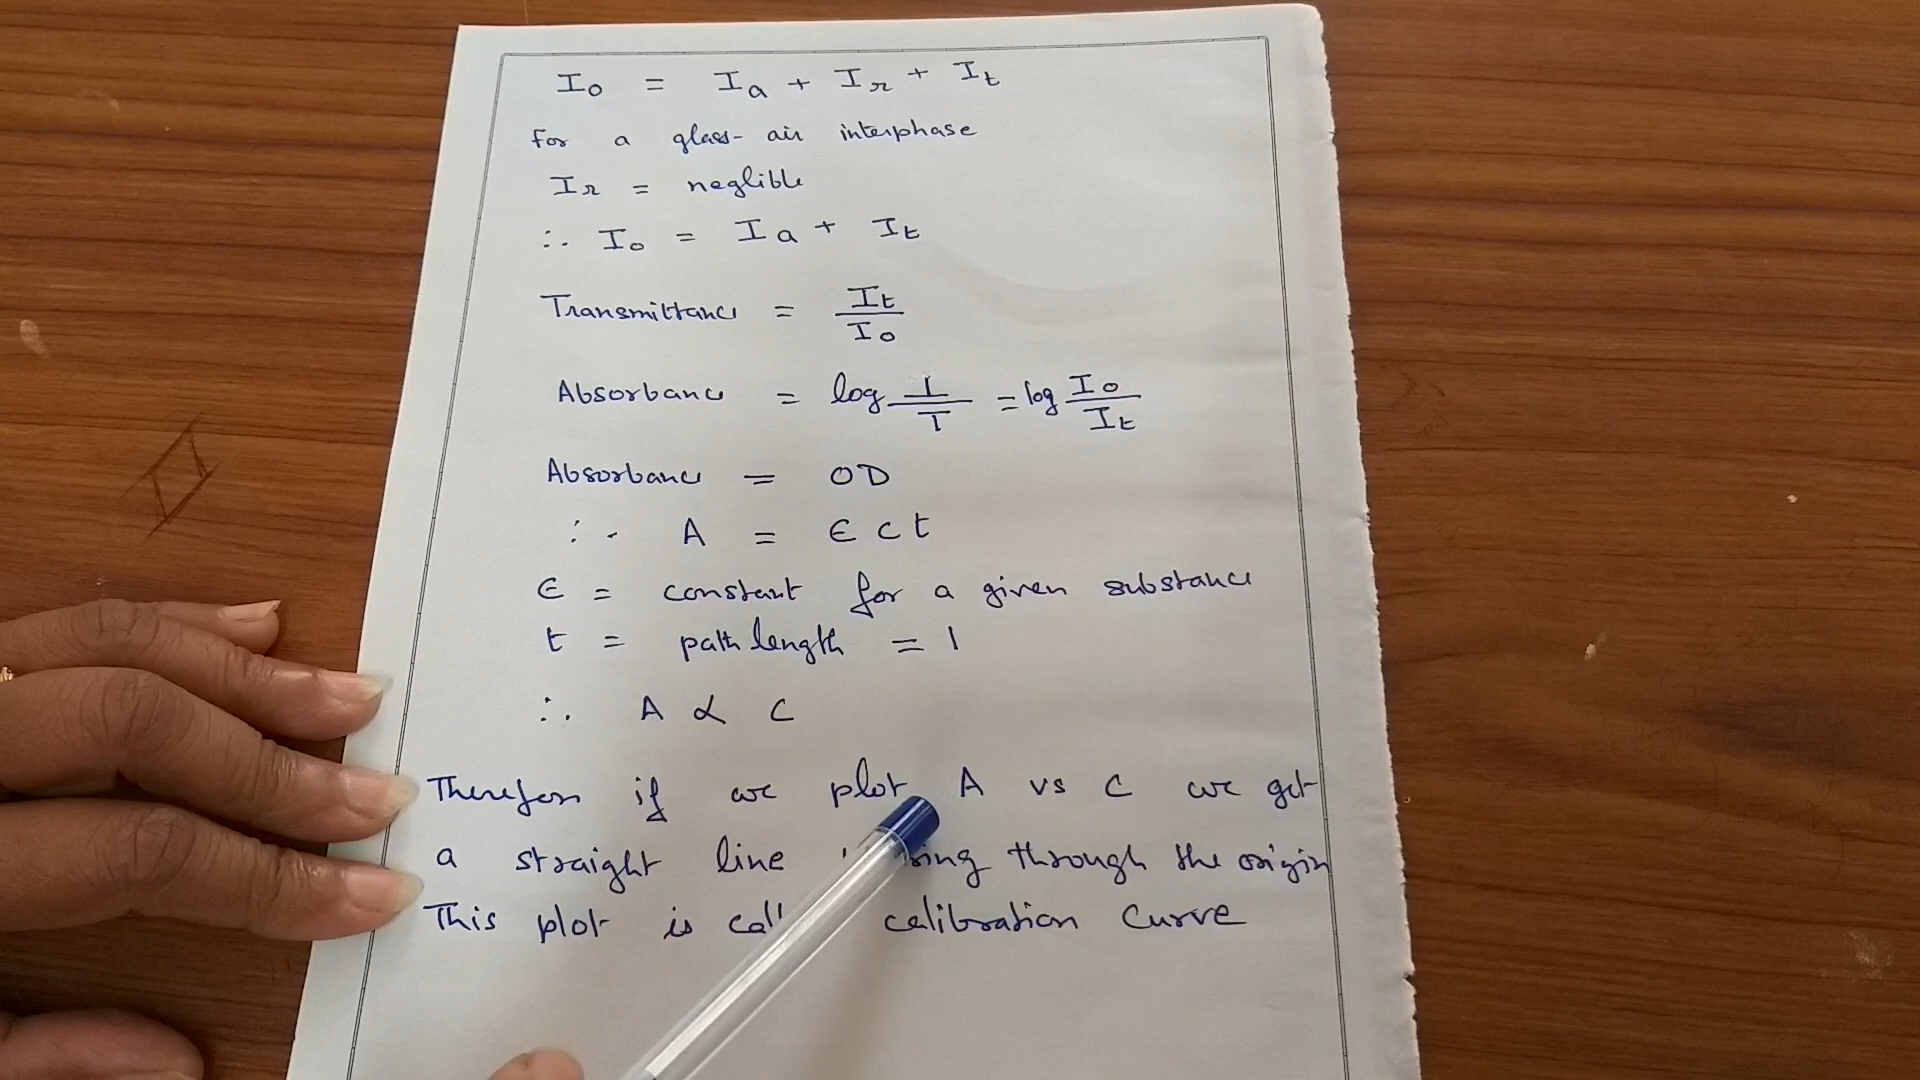 I₀ = Iₐ + Iᵣ + Iₜ
For a glass-air interphase
Iᵣ = neglible
∴ I₀ = Iₐ + Iₜ
Transmittance = Iₜ / I₀
Absorbance = log 1/T = log I₀/Iₜ
Absorbance = OD
∴ A = ϵ c t
ϵ = constant for a given substance
t = path length = 1
∴ A ∝ C
Therefore if we plot A vs C we get
a straight line through the origin
This plot is calibration curve